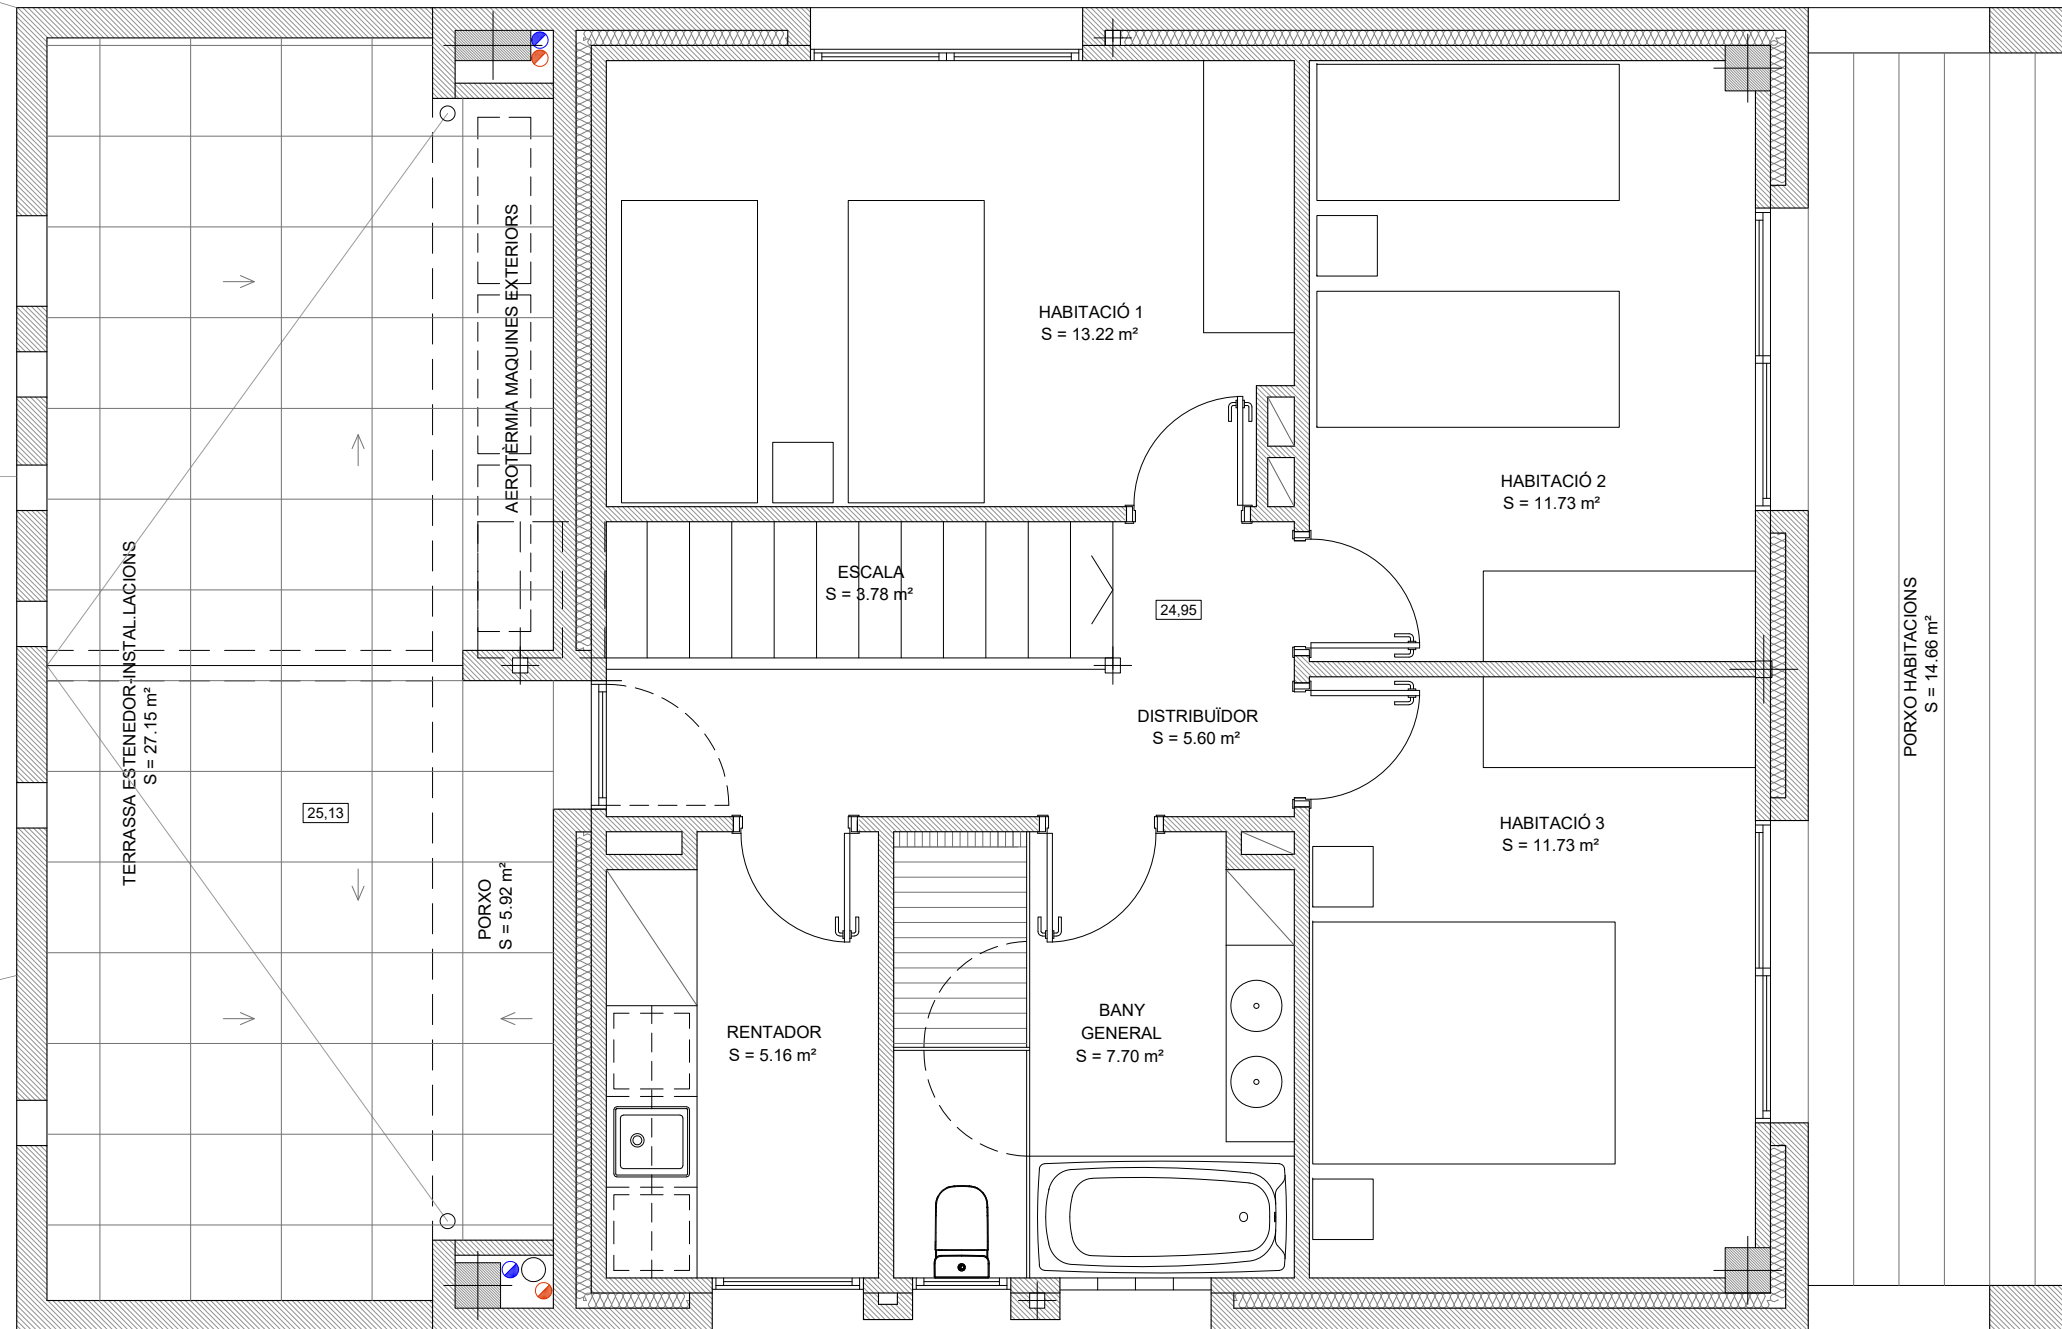 TERRASSA ESTENEDOR-INSTAL.LACIONS
S = 27.15 m²
AEROTÈRMIA MAQUINES EXTERIORS
25,13
PORXO
S = 5.92 m²
HABITACIÓ 1
S = 13.22 m²
HABITACIÓ 2
S = 11.73 m²
ESCALA
S = 3.78 m²
24,95
DISTRIBUÏDOR
S = 5.60 m²
HABITACIÓ 3
S = 11.73 m²
RENTADOR
S = 5.16 m²
BANY
GENERAL
S = 7.70 m²
PORXO HABITACIONS
S = 14.66 m²